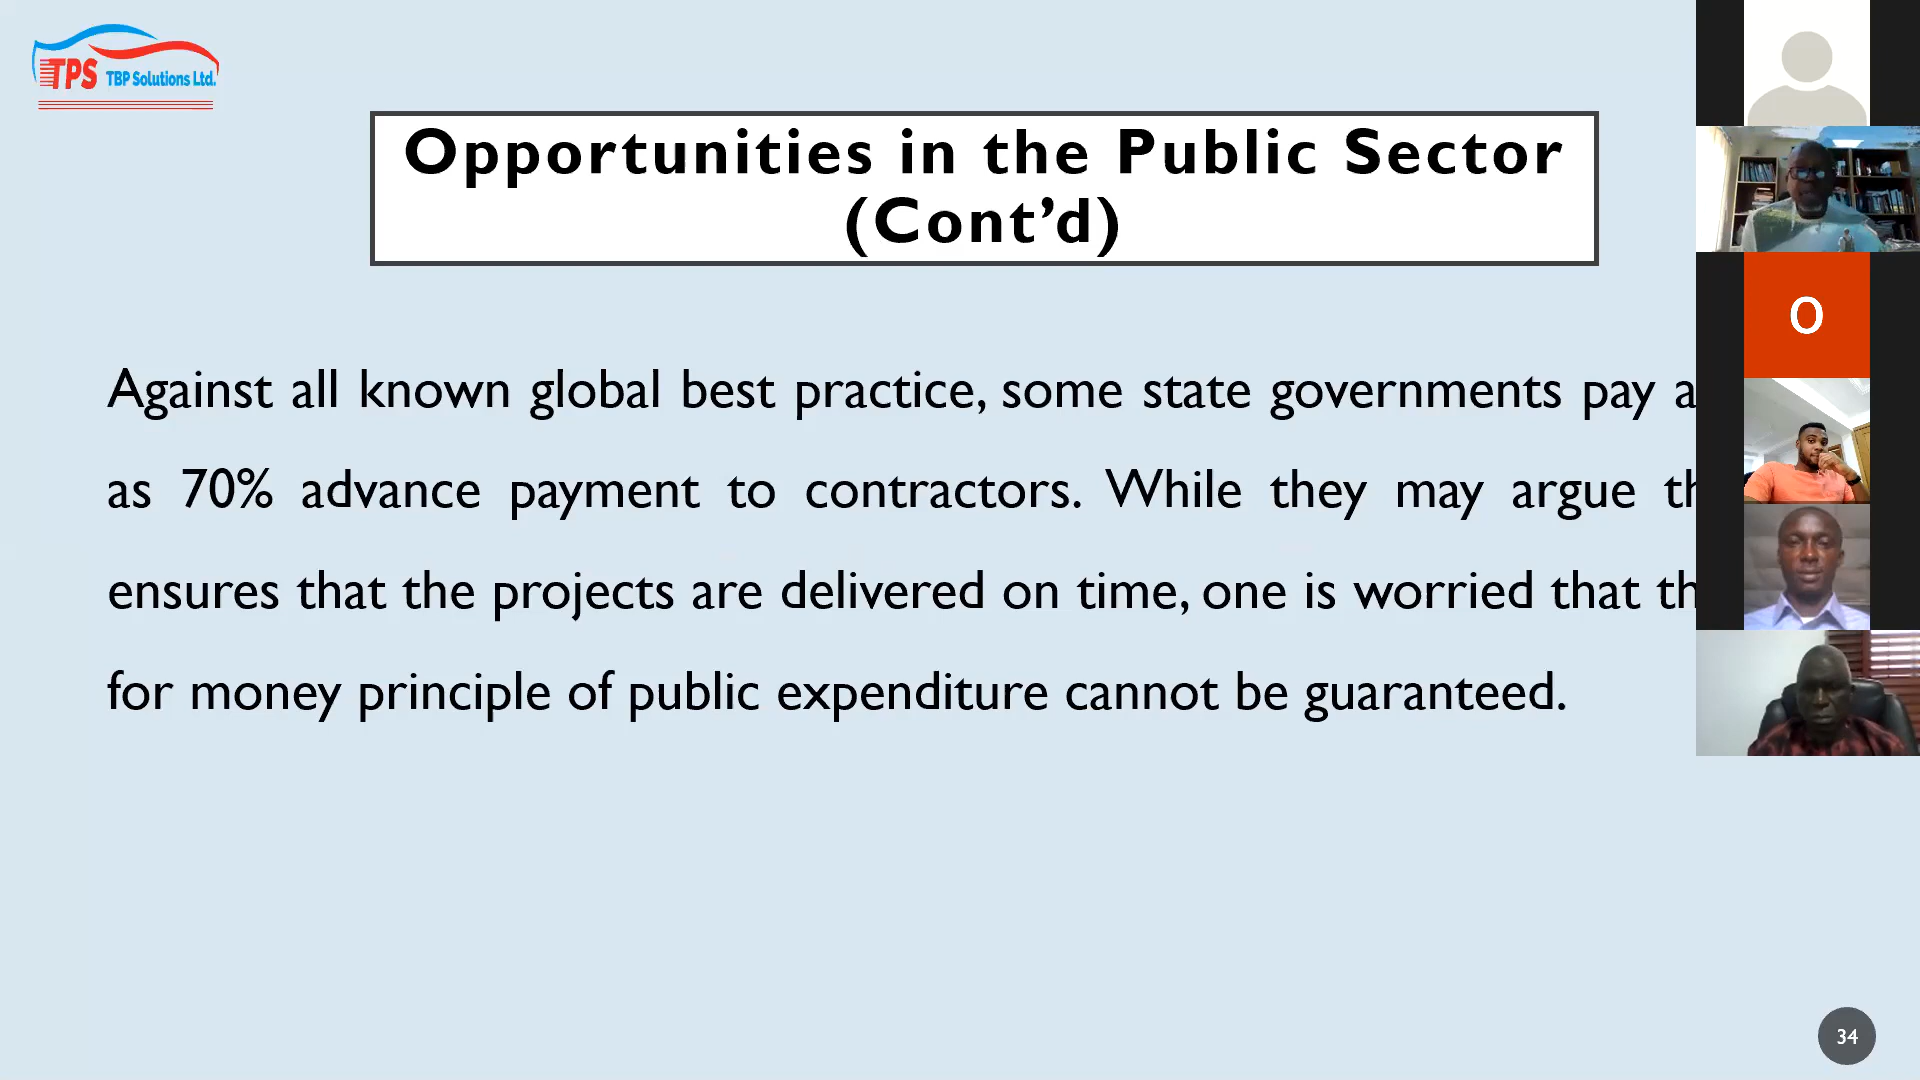 TPS TBP Solutions Ltd.
Opportunities in the Public Sector
(Cont’d)
Against all known global best practice, some state governments pay
as 70% advance payment to contractors. While they may argue
ensures that the projects are delivered on time, one is worried that
for money principle of public expenditure cannot be guaranteed.
O
34